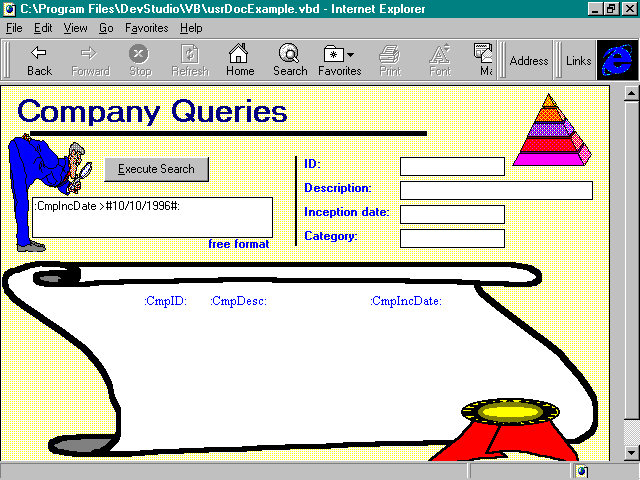 C:\Program Files\DevStudio\VB\usrDocExample.vbd - Internet Explorer
File Edit View Go Favorites Help
Back Forward Stop Refresh Home Search Favorites Print Font Ma Address Links
Company Queries
Execute Search
:CmpIncDate >#10/10/1996#:
free format
ID:
Description:
Inception date:
Category:
:CmpID: :CmpDesc: :CmpIncDate: